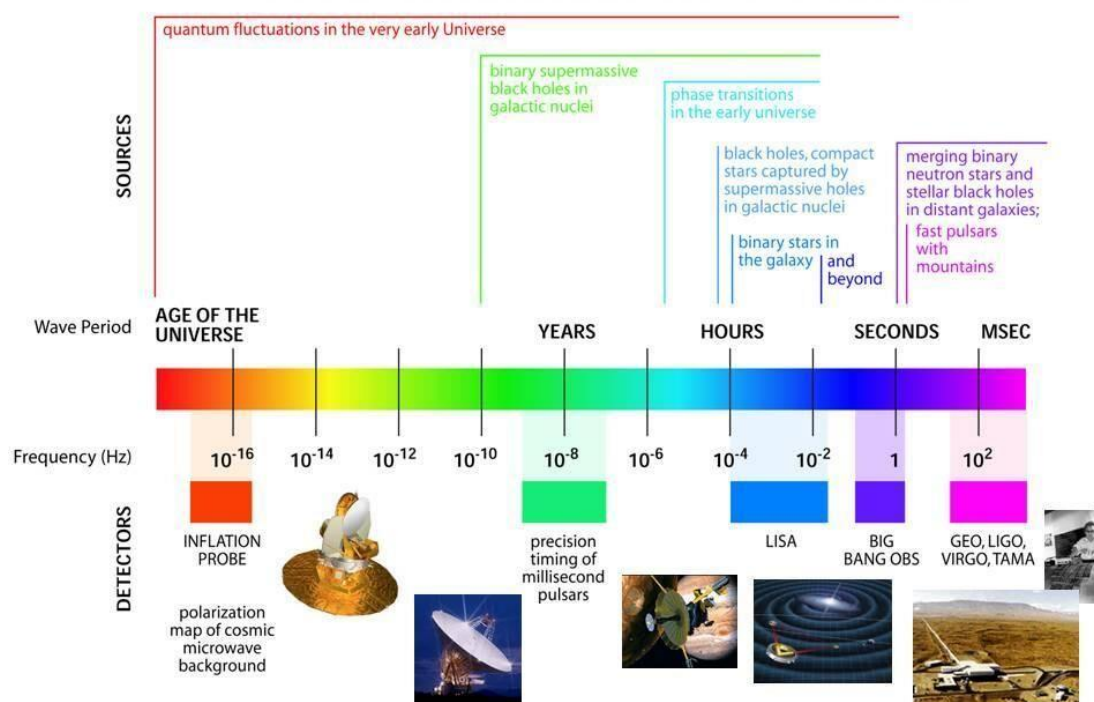 quantum fluctuations in the very early Universe
binary supermassive
black holes in
galactic nuclei
phase transitions
in the early universe
black holes, compact
stars captured by
supermassive holes
in galactic nuclei
merging binary
neutron stars and
stellar black holes
in distant galaxies;
binary stars in
the galaxy
and
beyond
fast pulsars
with
mountains
SOURCES
Wave Period
AGE OF THE
UNIVERSE
YEARS
HOURS
SECONDS
MSEC
Frequency (Hz)
10⁻¹⁶
10⁻¹⁴
10⁻¹²
10⁻¹⁰
10⁻⁸
10⁻⁶
10⁻⁴
10⁻²
1
10²
DETECTORS
INFLATION
PROBE
polarization
map of cosmic
microwave
background
precision
timing of
millisecond
pulsars
LISA
BIG
BANG OBS
GEO, LIGO,
VIRGO, TAMA